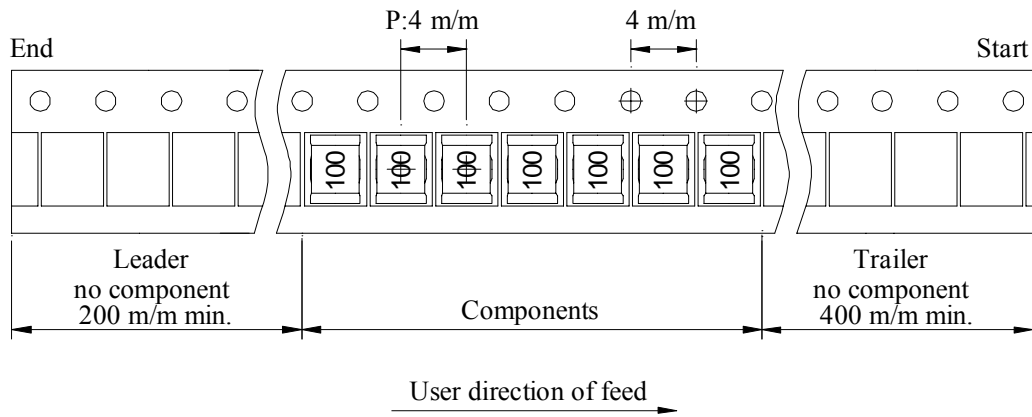 P:4 m/m
4 m/m
End
Start
100
100
100
100
100
100
100
Leader
no component
200 m/m min.
Components
Trailer
no component
400 m/m min.
User direction of feed